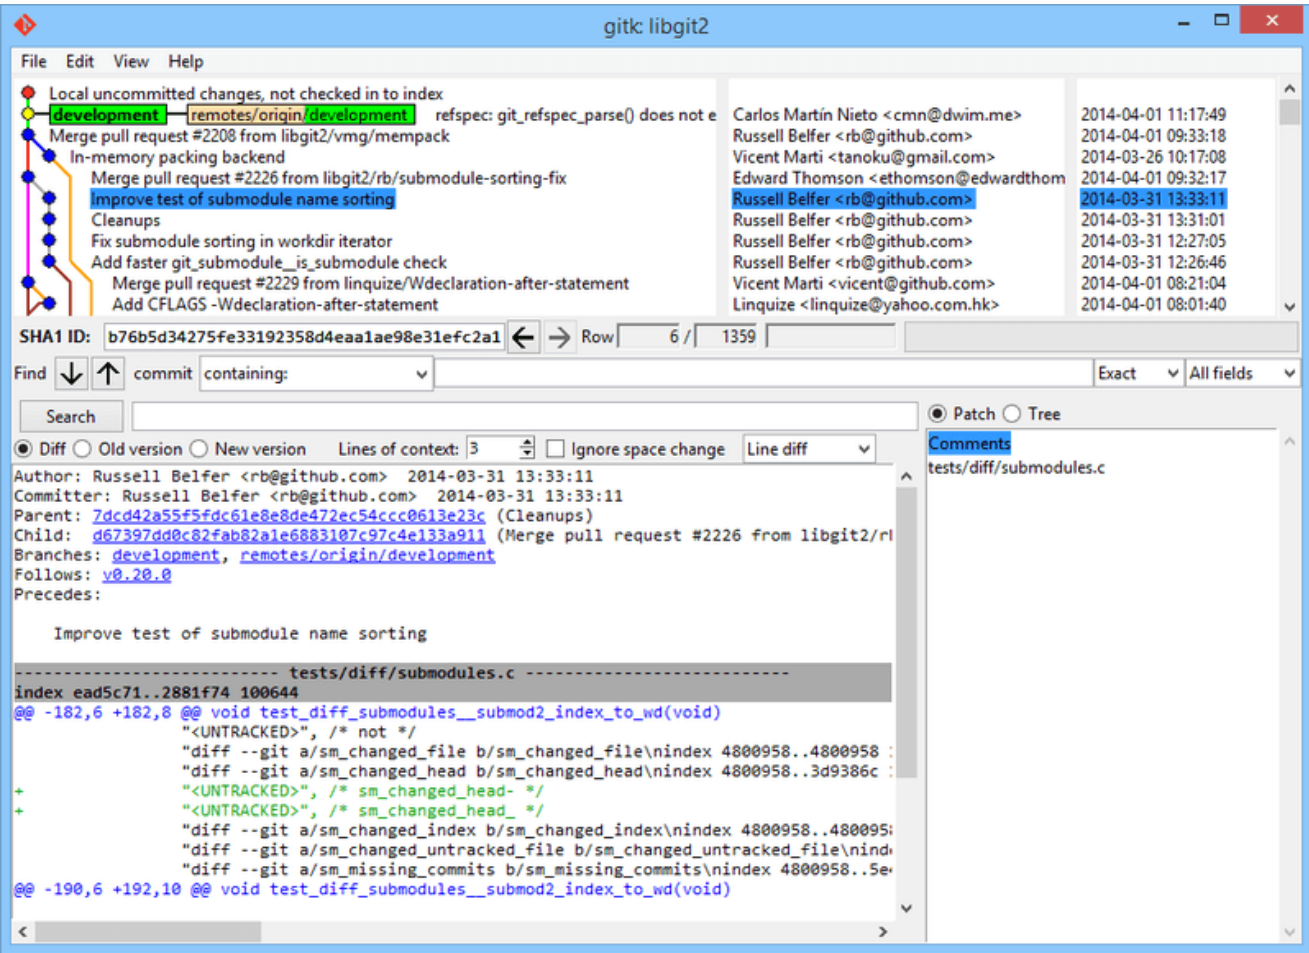 gitk: libgit2
File Edit View Help
Local uncommitted changes, not checked in to index
development remotes/origin/development refspec: git_refspec_parse() does not e Carlos Martín Nieto <cmn@dwim.me> 2014-04-01 11:17:49
Merge pull request #2208 from libgit2/vmg/mempack Russell Belfer <rb@github.com> 2014-04-01 09:33:18
In-memory packing backend Vicent Marti <tanoku@gmail.com> 2014-03-26 10:17:08
Merge pull request #2226 from libgit2/rb/submodule-sorting-fix Edward Thomson <ethomson@edwardthom 2014-04-01 09:32:17
Improve test of submodule name sorting Russell Belfer <rb@github.com> 2014-03-31 13:33:11
Cleanups Russell Belfer <rb@github.com> 2014-03-31 13:31:01
Fix submodule sorting in workdir iterator Russell Belfer <rb@github.com> 2014-03-31 12:27:05
Add faster git_submodule__is_submodule check Russell Belfer <rb@github.com> 2014-03-31 12:26:46
Merge pull request #2229 from linquize/Wdeclaration-after-statement Vicent Marti <vicent@github.com> 2014-04-01 08:21:04
Add CFLAGS -Wdeclaration-after-statement Linquize <linquize@yahoo.com.hk> 2014-04-01 08:01:40
SHA1 ID: b76b5d34275fe33192358d4eaa1ae98e31efc2a1 Row 6 / 1359
Find commit containing: Exact All fields
Search Patch Tree
Diff Old version New version Lines of context: 3 Ignore space change Line diff
Comments
tests/diff/submodules.c
Author: Russell Belfer <rb@github.com> 2014-03-31 13:33:11
Committer: Russell Belfer <rb@github.com> 2014-03-31 13:33:11
Parent: 7dcd42a55f5fdc61e8e8de472ec54ccc0613e23c (Cleanups)
Child: d67397dd0c82fab82a1e6883107c97c4e133a911 (Merge pull request #2226 from libgit2/rl
Branches: development, remotes/origin/development
Follows: v0.20.0
Precedes:
Improve test of submodule name sorting
--------------------------- tests/diff/submodules.c ---------------------------
index ead5c71..2881f74 100644
@@ -182,6 +182,8 @@ void test_diff_submodules__submod2_index_to_wd(void)
"<UNTRACKED>", /* not */
"diff --git a/sm_changed_file b/sm_changed_file\nindex 4800958..4800958
"diff --git a/sm_changed_head b/sm_changed_head\nindex 4800958..3d9386c
+ "<UNTRACKED>", /* sm_changed_head- */
+ "<UNTRACKED>", /* sm_changed_head_ */
"diff --git a/sm_changed_index b/sm_changed_index\nindex 4800958..480095
"diff --git a/sm_changed_untracked_file b/sm_changed_untracked_file\nind
"diff --git a/sm_missing_commits b/sm_missing_commits\nindex 4800958..5e
@@ -190,6 +192,10 @@ void test_diff_submodules__submod2_index_to_wd(void)